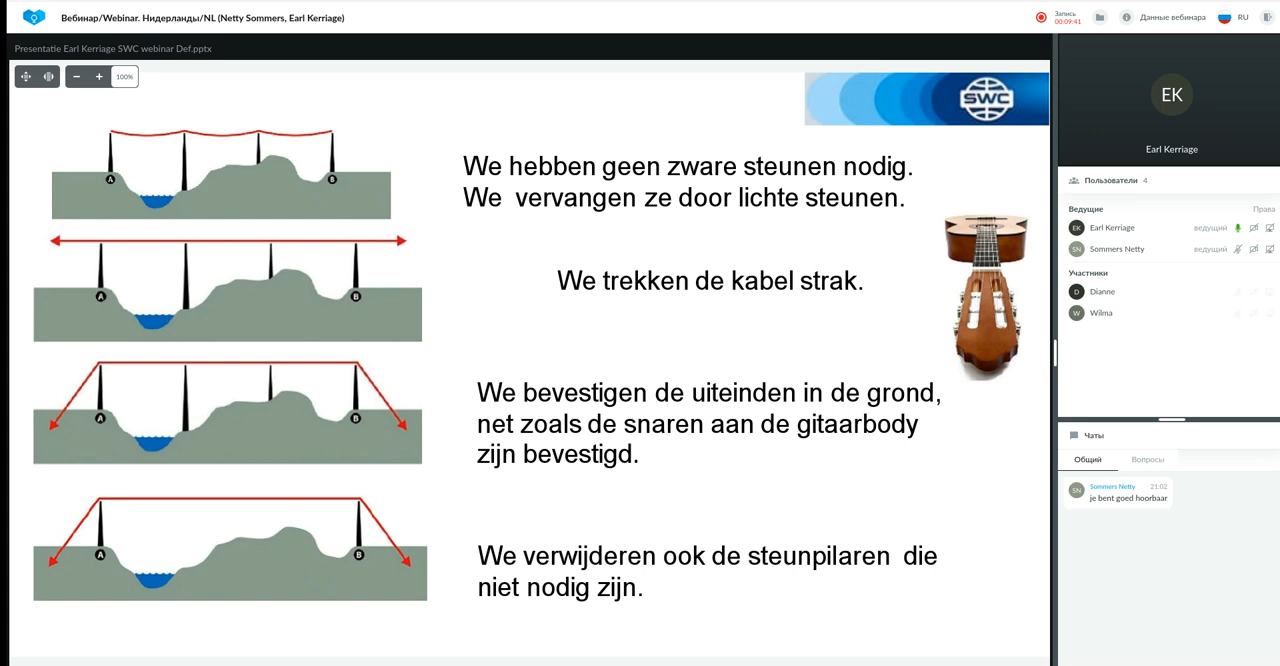 Вебинар/Webinar. Нидерланды/NL (Netty Sommers, Earl Kerriage)
Запись
00:09:41
Данные вебинара
RU
Presentatie Earl Kerriage SWC webinar Def.pptx
100%
SWC
We hebben geen zware steunen nodig.
We vervangen ze door lichte steunen.
A
B
We trekken de kabel strak.
A
B
We bevestigen de uiteinden in de grond,
net zoals de snaren aan de gitaarbody
zijn bevestigd.
A
B
We verwijderen ook de steunpilaren die
niet nodig zijn.
A
B
EK
Earl Kerriage
Пользователи 4
Ведущие Права
EK Earl Kerriage ведущий
SN Sommers Netty ведущий
Участники
D Dianne
W Wilma
Чаты
Общий Вопросы
SN Sommers Netty 21:02
je bent goed hoorbaar